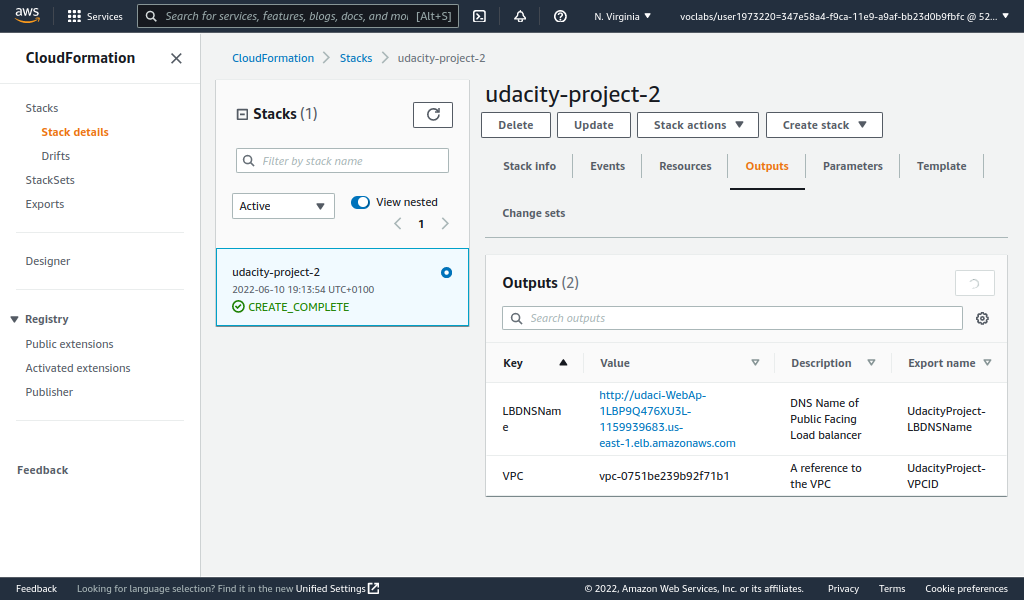 aws
Services
Search for services, features, blogs, docs, and mo [Alt+S]
N. Virginia
voclabs/user1973220=347e58a4-f9ca-11e9-a9af-bb23d0b9fbfc @ 52...
CloudFormation
Stacks
Stack details
Drifts
StackSets
Exports
Designer
Registry
Public extensions
Activated extensions
Publisher
Feedback
CloudFormation
Stacks
udacity-project-2
Stacks (1)
Filter by stack name
Active
View nested
1
udacity-project-2
2022-06-10 19:13:54 UTC+0100
CREATE_COMPLETE
udacity-project-2
Delete
Update
Stack actions
Create stack
Stack info
Events
Resources
Outputs
Parameters
Template
Change sets
Outputs (2)
Search outputs
Key
Value
Description
Export name
LBDNSNam
e
http://udaci-WebAp-
1LBP9Q476XU3L-
1159939683.us-
east-1.elb.amazonaws.com
DNS Name of
Public Facing
Load balancer
UdacityProject-
LBDNSName
VPC
vpc-0751be239b92f71b1
A reference to
the VPC
UdacityProject-
VPCID
Feedback
Looking for language selection? Find it in the new Unified Settings
© 2022, Amazon Web Services, Inc. or its affiliates.
Privacy
Terms
Cookie preferences